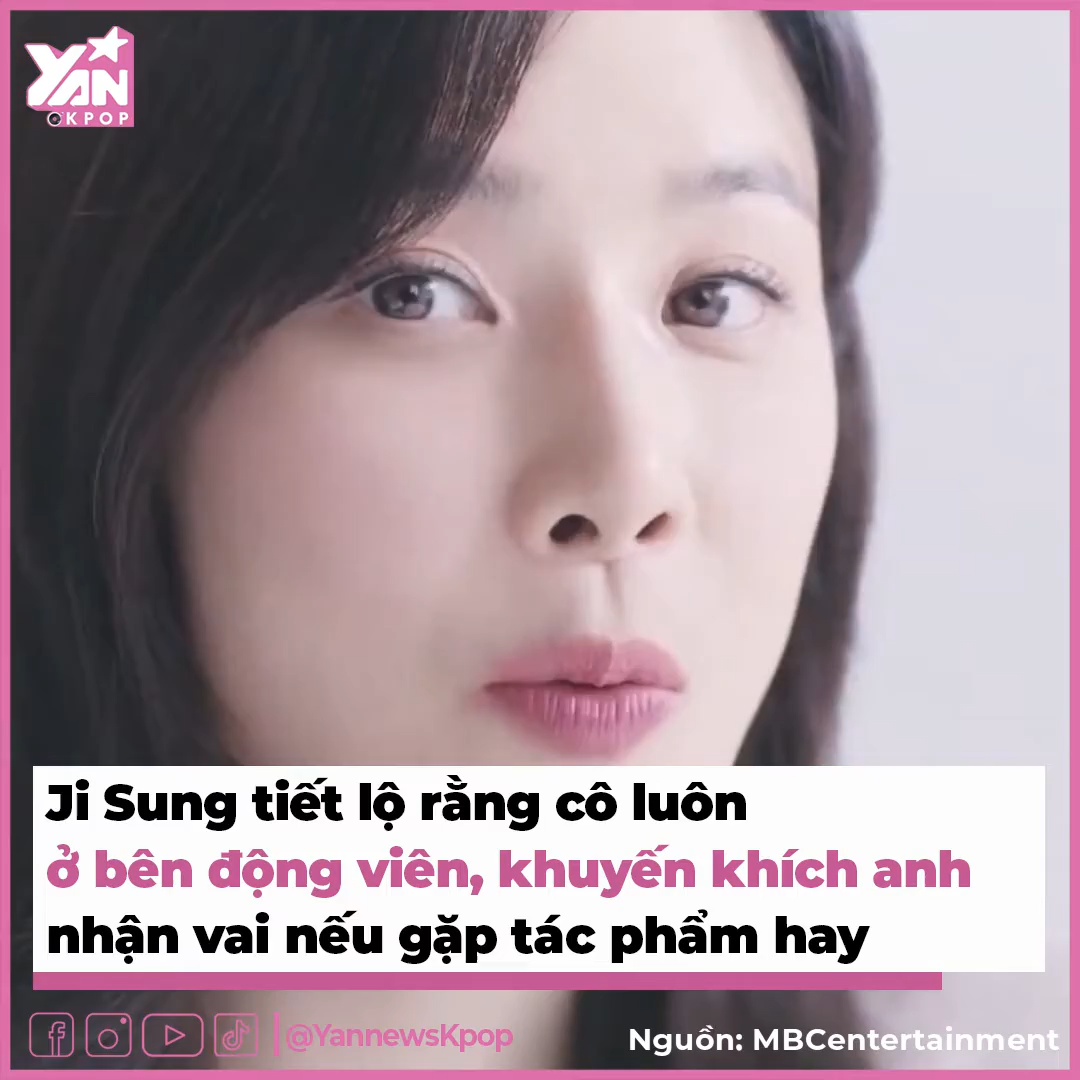 YAN
KPOP
Ji Sung tiết lộ rằng cô luôn
ở bên động viên, khuyến khích anh
nhận vai nếu gặp tác phẩm hay
@YannewsKpop
Nguồn: MBCentertainment